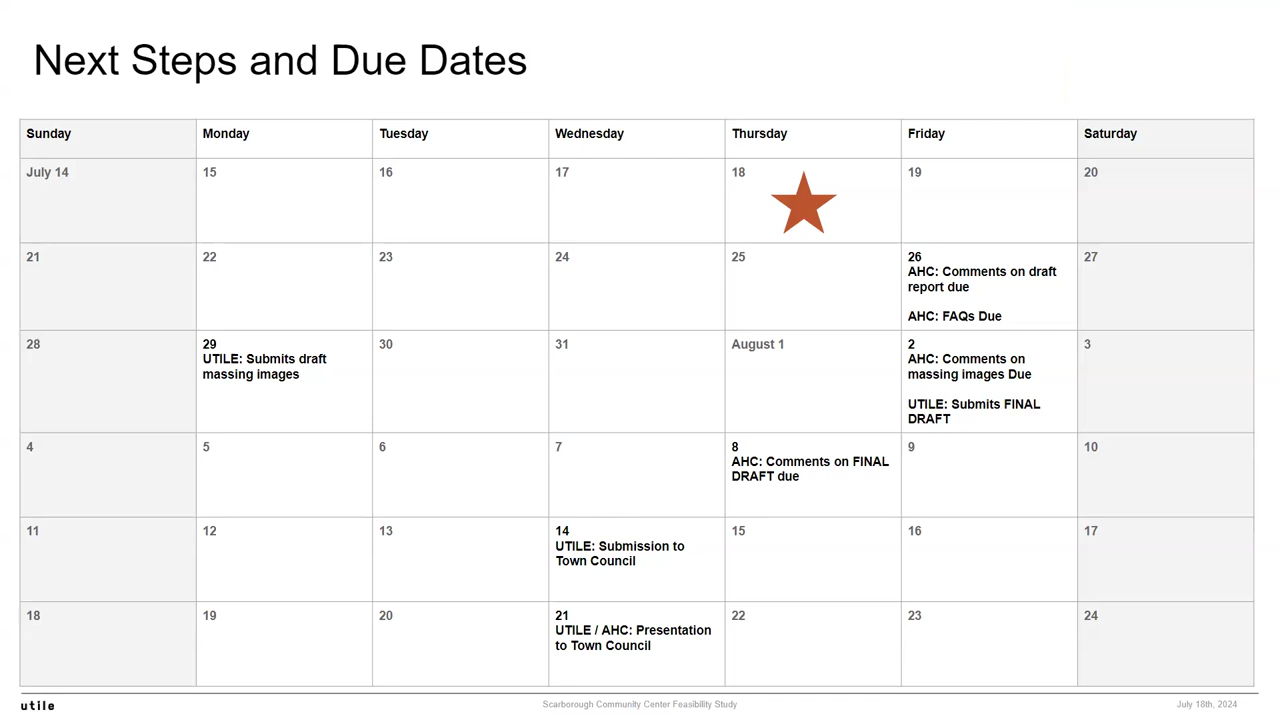 Next Steps and Due Dates
Sunday
Monday
Tuesday
Wednesday
Thursday
Friday
Saturday
July 14
15
16
17
18
19
20
21
22
23
24
25
26
AHC: Comments on draft
report due
AHC: FAQs Due
27
28
29
UTILE: Submits draft
massing images
30
31
August 1
2
AHC: Comments on
massing images Due
UTILE: Submits FINAL
DRAFT
3
4
5
6
7
8
AHC: Comments on FINAL
DRAFT due
9
10
11
12
13
14
UTILE: Submission to
Town Council
15
16
17
18
19
20
21
UTILE / AHC: Presentation
to Town Council
22
23
24
utile
Scarborough Community Center Feasibility Study
July 18th, 2024